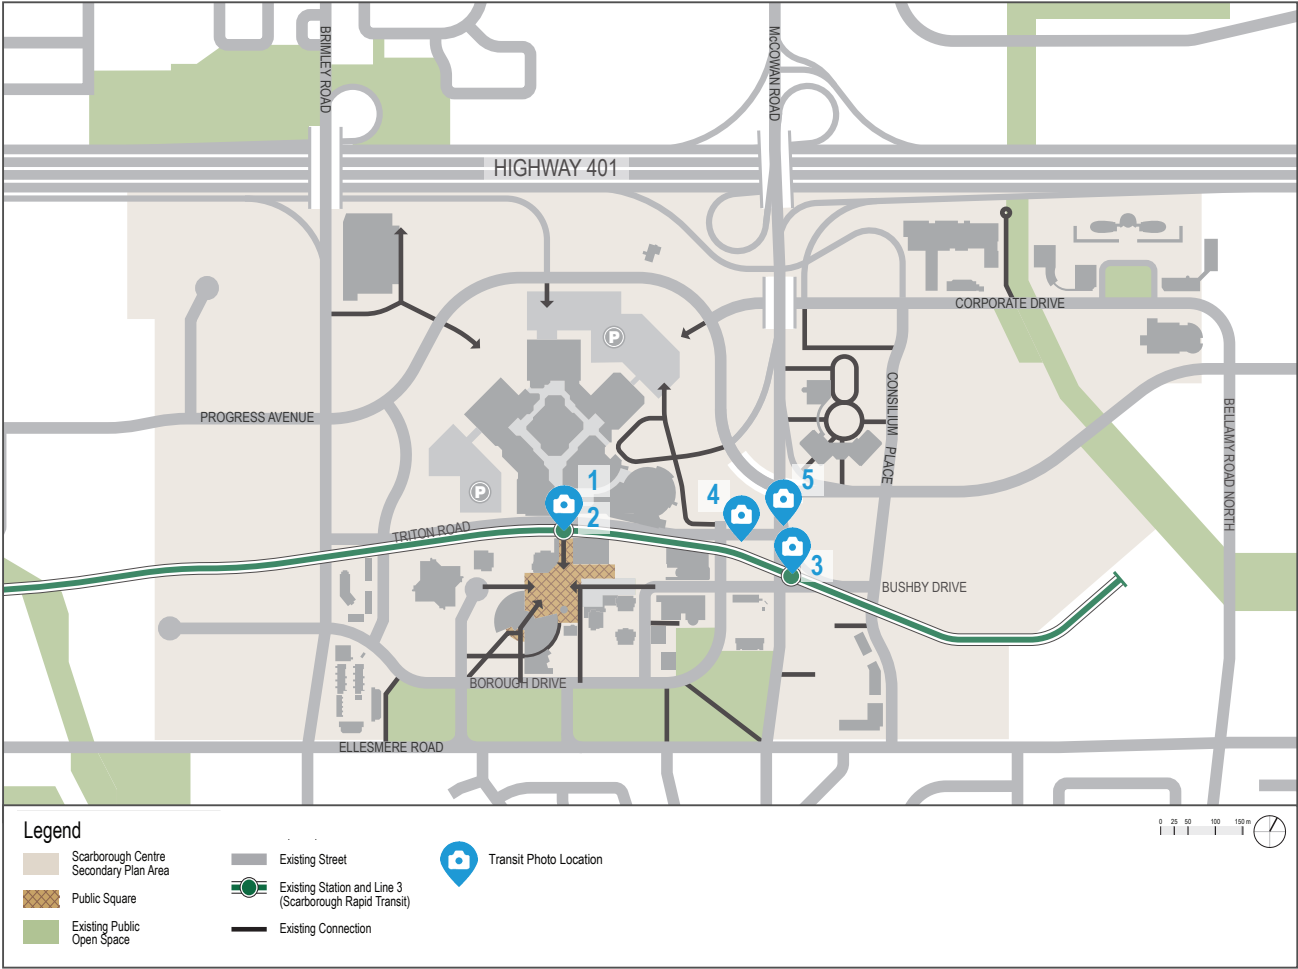 BRIMLEY ROAD
McCOWAN ROAD
HIGHWAY 401
CORPORATE DRIVE
P
CONSILIUM PLACE
BELLAMY ROAD NORTH
PROGRESS AVENUE
P
1
2
4
5
3
TRITON ROAD
BUSHBY DRIVE
BOROUGH DRIVE
ELLESMERE ROAD
Legend
Scarborough Centre
Secondary Plan Area
Public Square
Existing Public
Open Space
Existing Street
Existing Station and Line 3
(Scarborough Rapid Transit)
Existing Connection
Transit Photo Location
0 25 50 100 150 m